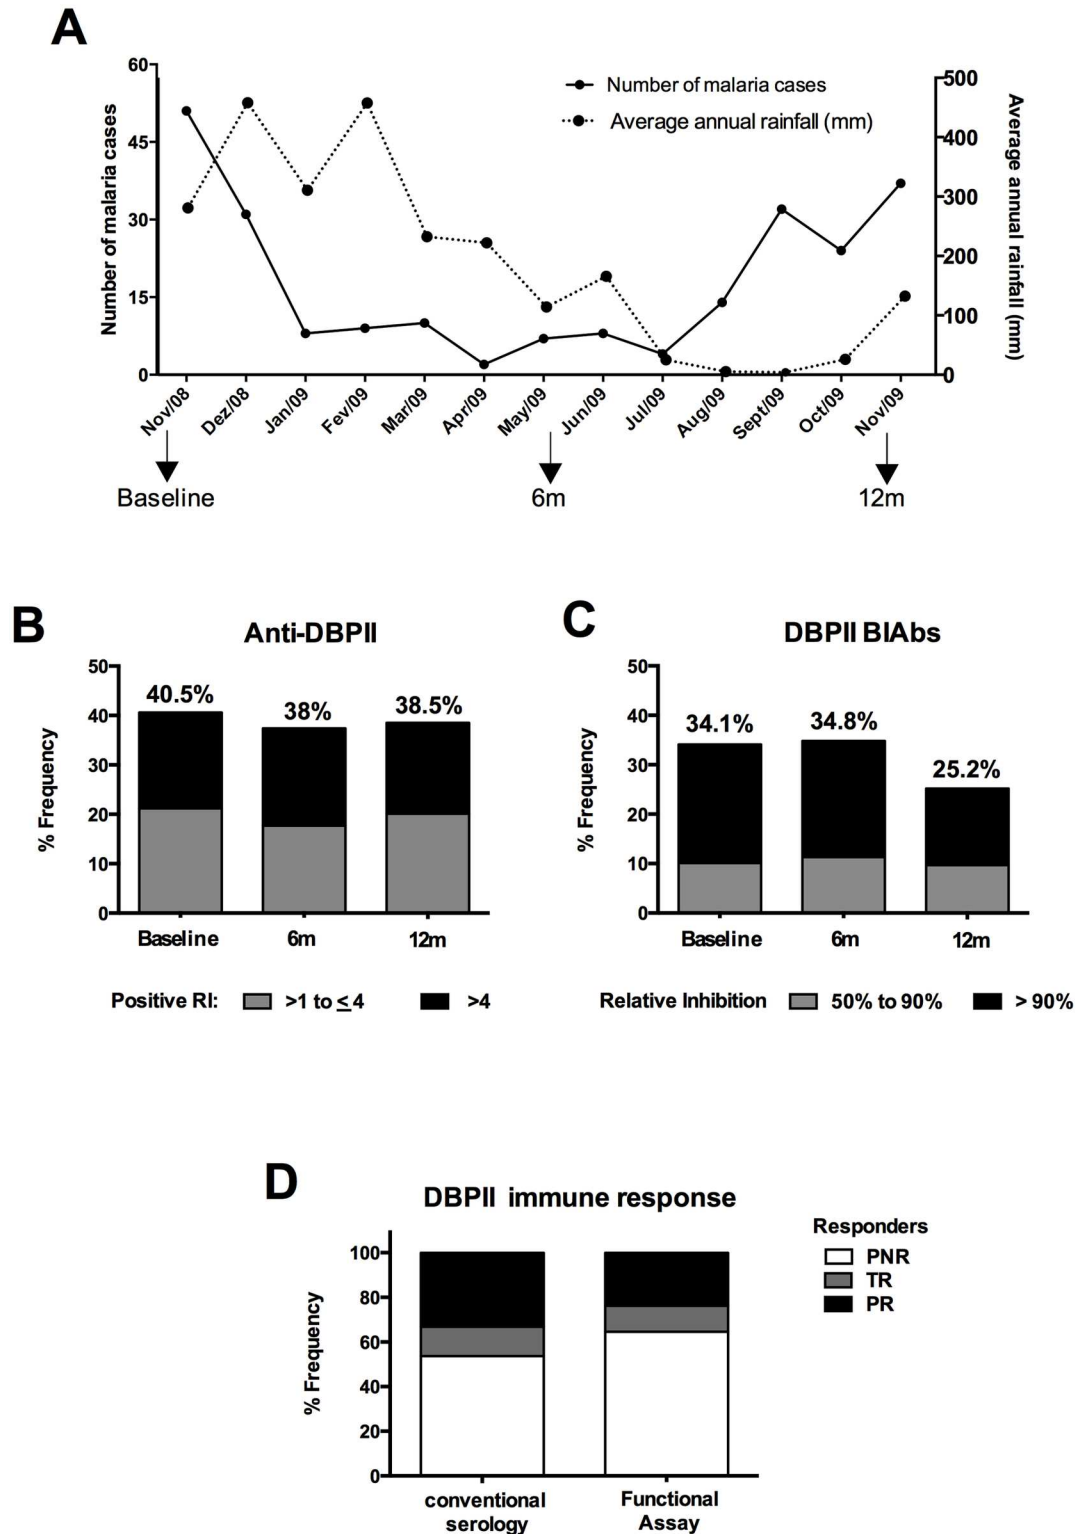 A
60
45
30
15
0
Number of malaria cases
Number of malaria cases
Average annual rainfall (mm)
500
400
300
200
100
0
Average annual rainfall (mm)
Nov/08
Dez/08
Jan/09
Fev/09
Mar/09
Apr/09
May/09
Jun/09
Jul/09
Aug/09
Sept/09
Oct/09
Nov/09
Baseline
6m
12m
B
Anti-DBPII
50
40
30
20
10
0
% Frequency
40.5%
38%
38.5%
Baseline
6m
12m
Positive RI: >1 to ≤ 4 >4
C
DBPII BIAbs
50
40
30
20
10
0
% Frequency
34.1%
34.8%
25.2%
Baseline
6m
12m
Relative Inhibition 50% to 90% > 90%
D
DBPII immune response
100
80
60
40
20
0
% Frequency
conventional
serology
Functional
Assay
Responders
PNR
TR
PR